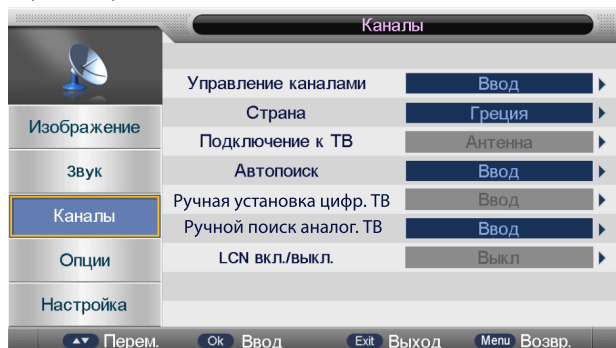 Каналы
Изображение
Звук
Каналы
Опции
Настройка
Управление каналами Ввод
Страна Греция
Подключение к ТВ Антенна
Автопоиск Ввод
Ручная установка цифр. ТВ Ввод
Ручной поиск аналог. ТВ Ввод
LCN вкл./выкл. Выкл
Перем. Ok Ввод Exit Выход Menu Возвр.